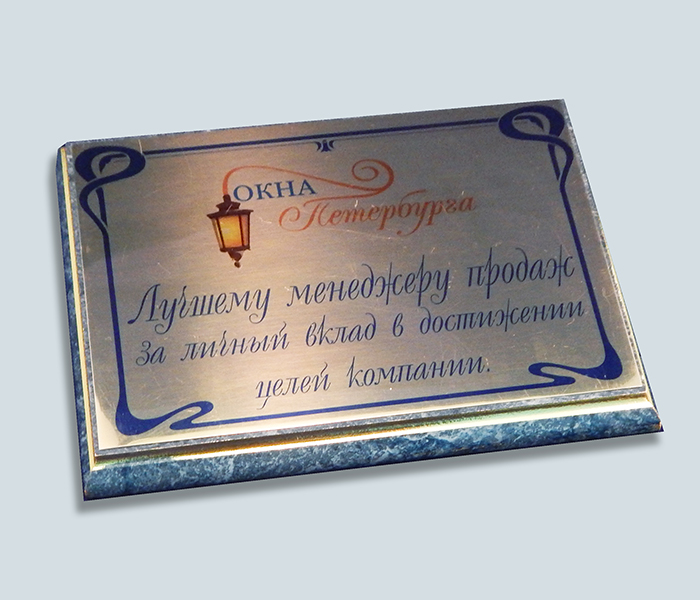 ОКНА
Петербурга
Лучшему менеджеру продаж
за личный вклад в достижении
целей компании.